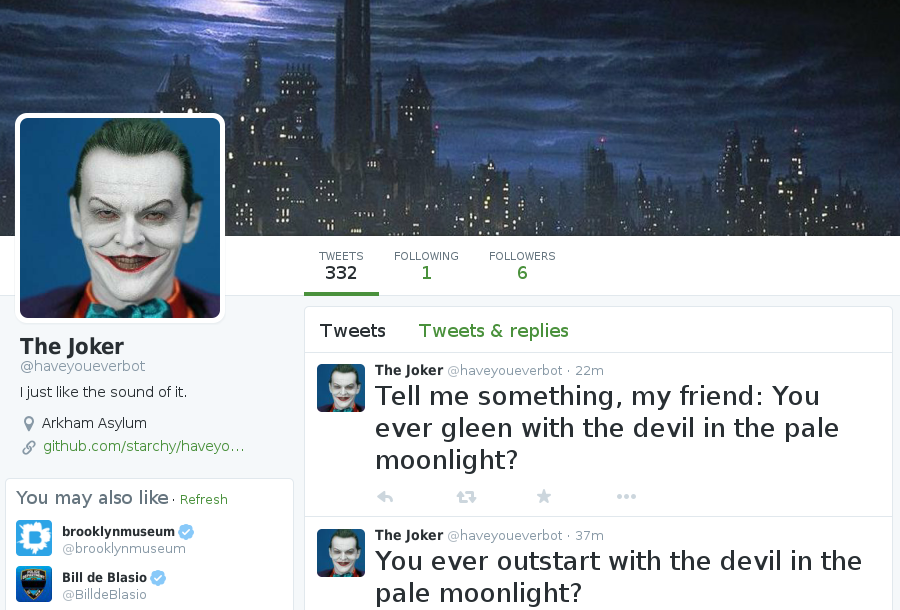 TWEETS FOLLOWING FOLLOWERS
332 1 6
The Joker
@haveyoueverbot
I just like the sound of it.
Arkham Asylum
github.com/starchy/haveyo…
You may also like · Refresh
brooklynmuseum
@brooklynmuseum
Bill de Blasio
@BilldeBlasio
Tweets Tweets & replies
The Joker @haveyoueverbot · 22m
Tell me something, my friend: You
ever gleen with the devil in the pale
moonlight?
The Joker @haveyoueverbot · 37m
You ever outstart with the devil in the
pale moonlight?